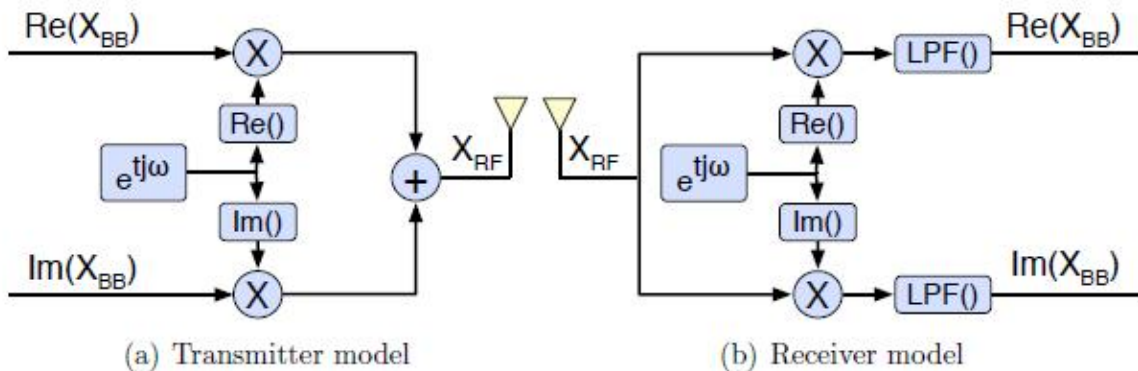 Re(X_BB)
X
Re()
e^tjω
Im()
Im(X_BB)
X
+
X_RF
(a) Transmitter model
X_RF
X
LPF()
Re(X_BB)
Re()
e^tjω
Im()
X
LPF()
Im(X_BB)
(b) Receiver model